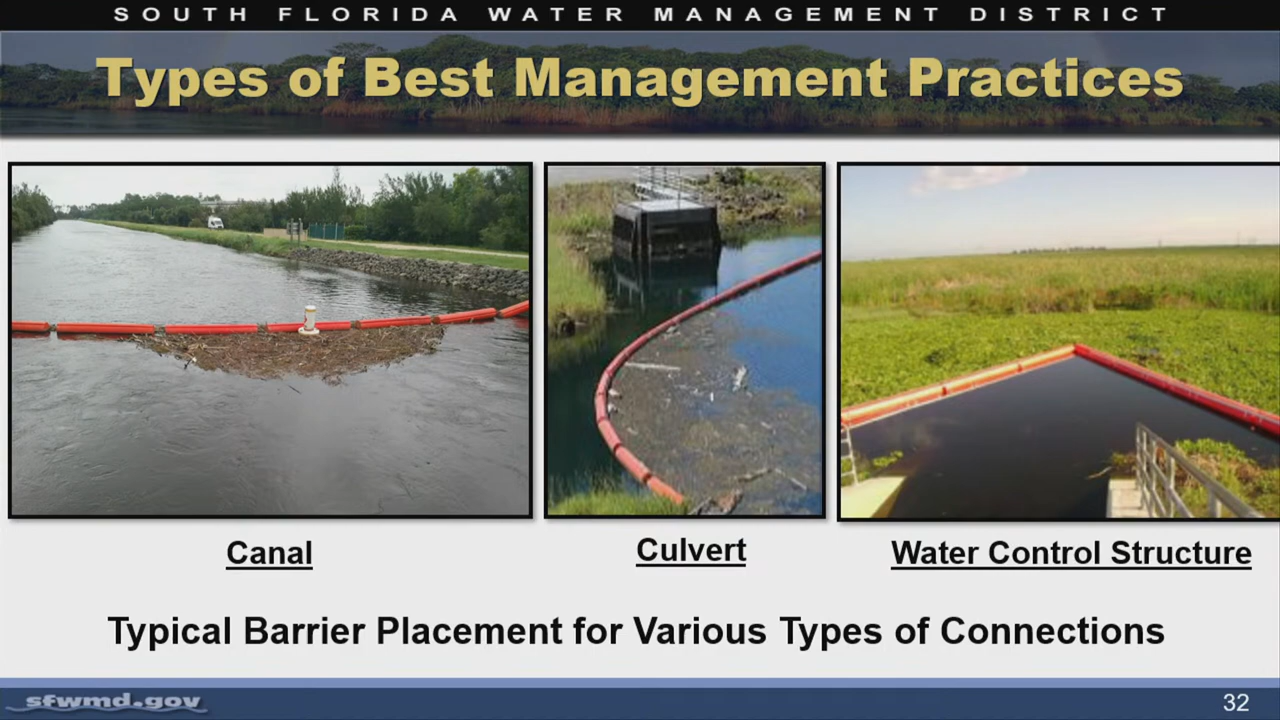 SOUTH FLORIDA WATER MANAGEMENT DISTRICT
Types of Best Management Practices
Canal
Culvert
Water Control Structure
Typical Barrier Placement for Various Types of Connections
sfwmd.gov
32